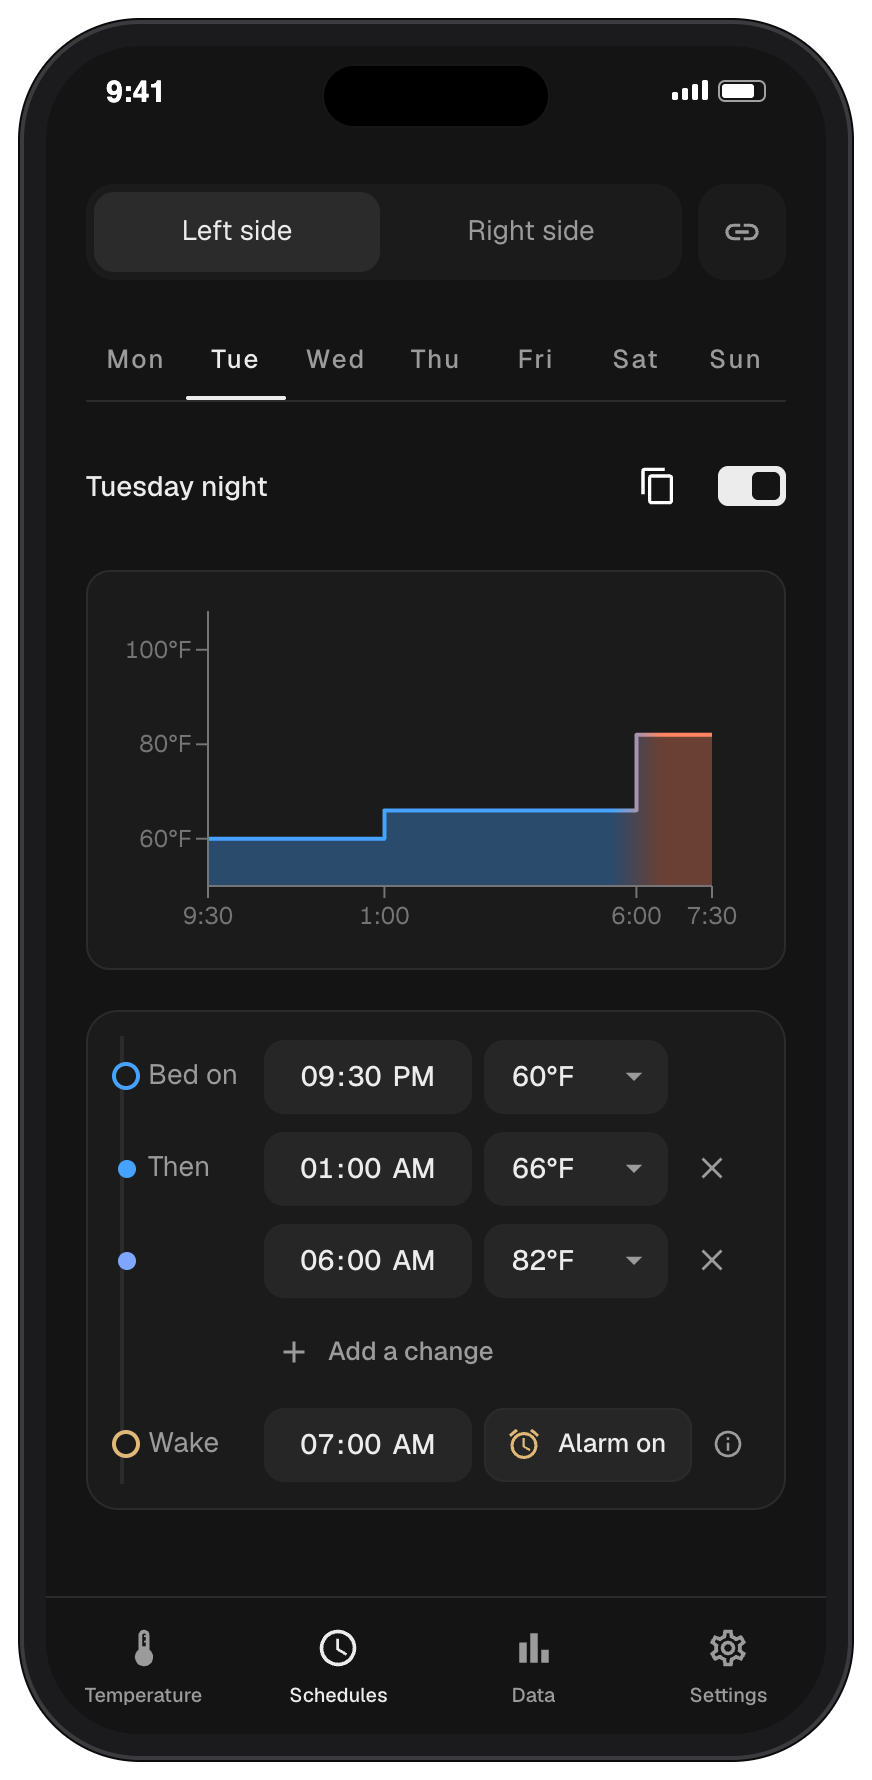 9:41
Left side Right side
Mon Tue Wed Thu Fri Sat Sun
Tuesday night
100°F
80°F
60°F
9:30 1:00 6:00 7:30
Bed on 09:30 PM 60°F
Then 01:00 AM 66°F
06:00 AM 82°F
Add a change
Wake 07:00 AM Alarm on
Temperature Schedules Data Settings